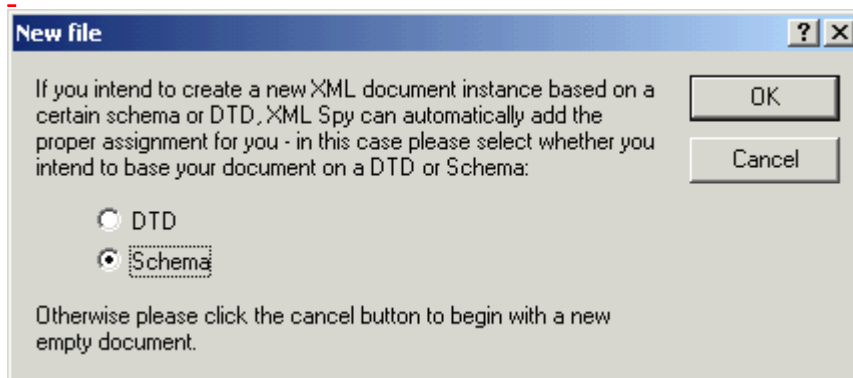 New file
If you intend to create a new XML document instance based on a
certain schema or DTD, XML Spy can automatically add the
proper assignment for you - in this case please select whether you
intend to base your document on a DTD or Schema:
OK
Cancel
DTD
Schema
Otherwise please click the cancel button to begin with a new
empty document.